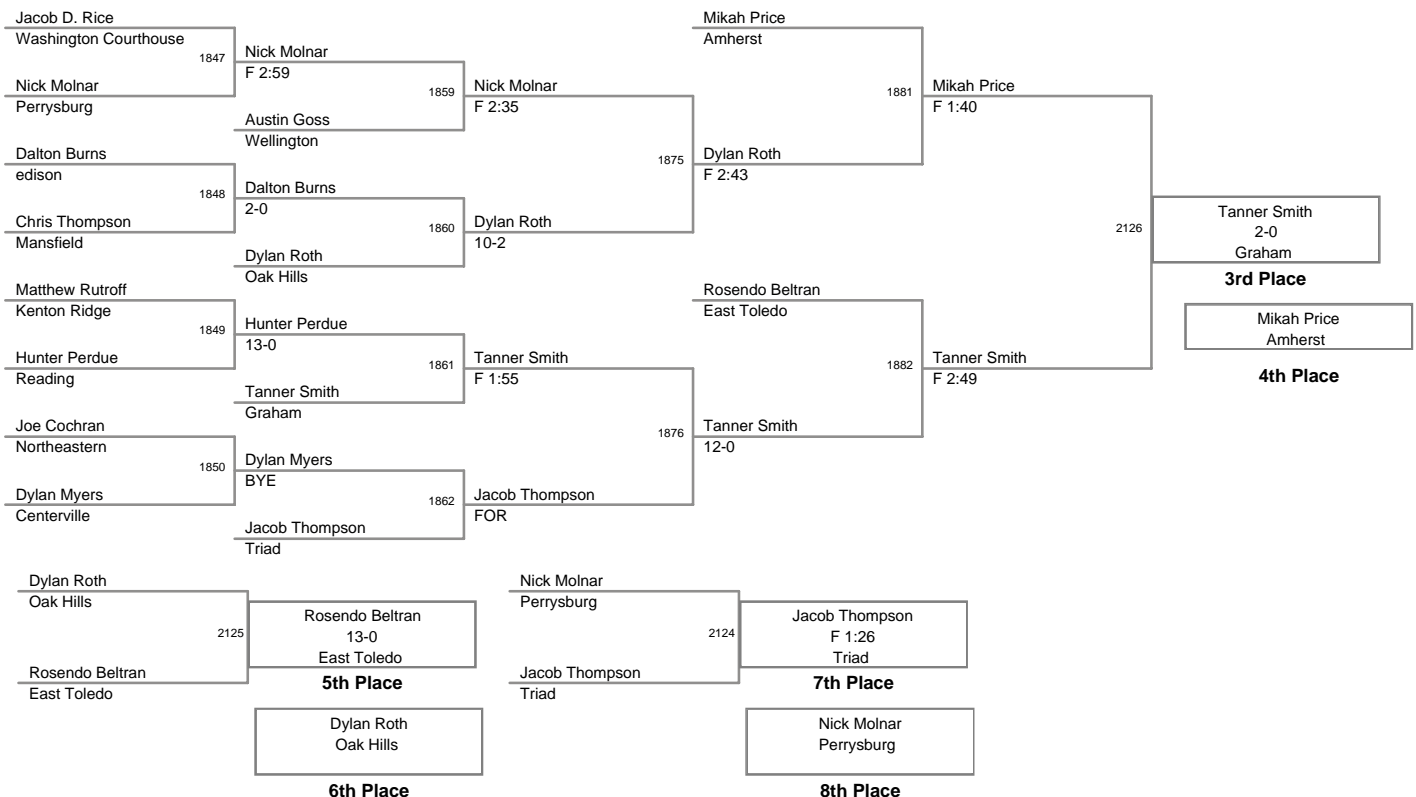 Jacob D. Rice
Washington Courthouse
1847
Nick Molnar
Perrysburg
Nick Molnar
F 2:59
1859
Austin Goss
Wellington
Nick Molnar
F 2:35
Dalton Burns
edison
1848
Chris Thompson
Mansfield
Dalton Burns
2-0
1860
Dylan Roth
Oak Hills
Dylan Roth
10-2
1875
Dylan Roth
F 2:43
Mikah Price
Amherst
1881
Mikah Price
F 1:40
Matthew Rutroff
Kenton Ridge
1849
Hunter Perdue
Reading
Hunter Perdue
13-0
1861
Tanner Smith
Graham
Tanner Smith
F 1:55
Joe Cochran
Northeastern
1850
Dylan Myers
Centerville
Dylan Myers
BYE
1862
Jacob Thompson
Triad
Jacob Thompson
FOR
1876
Tanner Smith
12-0
Rosendo Beltran
East Toledo
1882
Tanner Smith
F 2:49
2126
Tanner Smith
2-0
Graham
3rd Place
Mikah Price
Amherst
4th Place
Dylan Roth
Oak Hills
2125
Rosendo Beltran
East Toledo
Rosendo Beltran
13-0
East Toledo
5th Place
Dylan Roth
Oak Hills
6th Place
Nick Molnar
Perrysburg
2124
Jacob Thompson
Triad
Jacob Thompson
F 1:26
Triad
7th Place
Nick Molnar
Perrysburg
8th Place